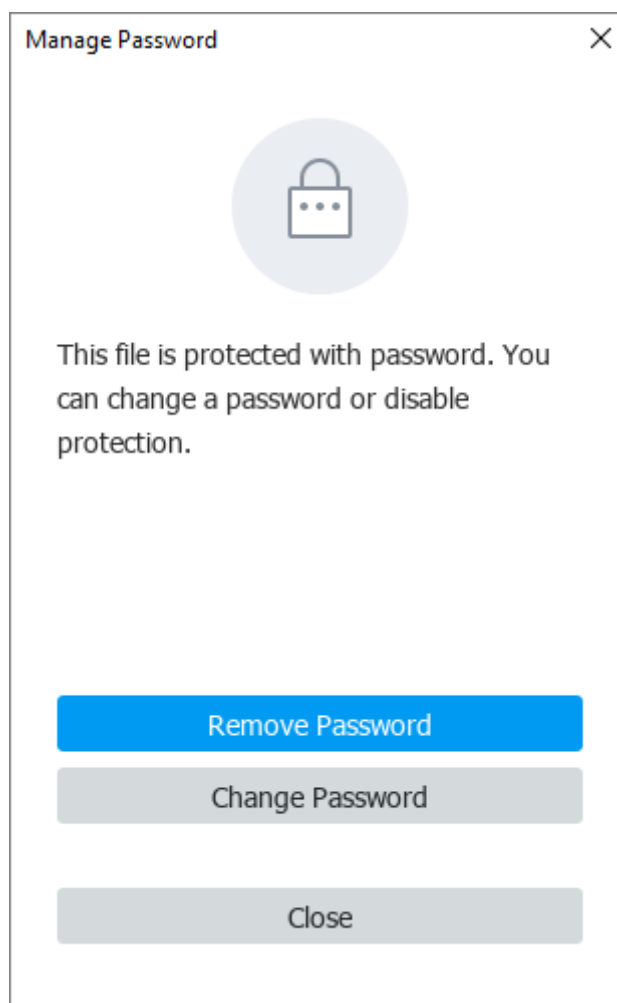 Manage Password
This file is protected with password. You
can change a password or disable
protection.
Remove Password
Change Password
Close